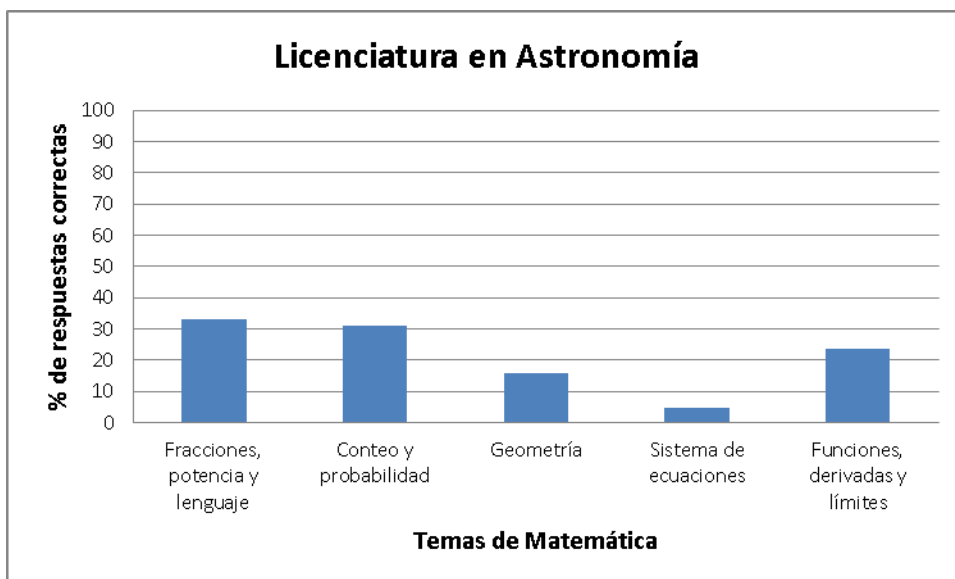 Licenciatura en Astronomía
% de respuestas correctas
100
90
80
70
60
50
40
30
20
10
0
Fracciones,
potencia y
lenguaje
Conteo y
probabilidad
Geometría
Sistema de
ecuaciones
Funciones,
derivadas y
límites
Temas de Matemática